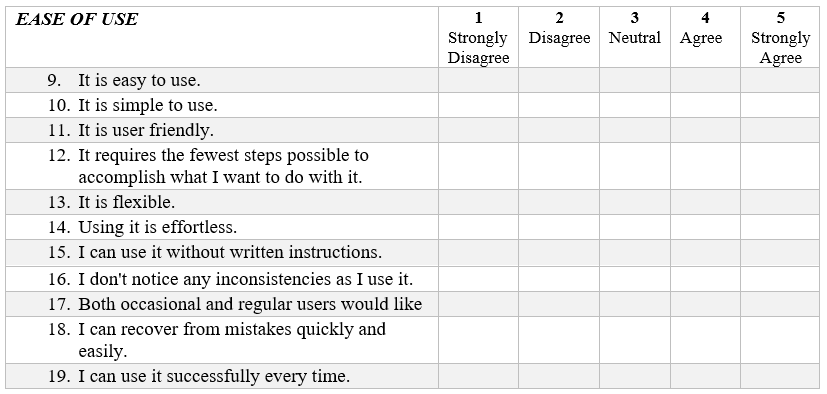 EASE OF USE
1 2 3 4 5
Strongly Disagree Neutral Agree Strongly
Disagree Agree
9. It is easy to use.
10. It is simple to use.
11. It is user friendly.
12. It requires the fewest steps possible to
accomplish what I want to do with it.
13. It is flexible.
14. Using it is effortless.
15. I can use it without written instructions.
16. I don't notice any inconsistencies as I use it.
17. Both occasional and regular users would like
18. I can recover from mistakes quickly and
easily.
19. I can use it successfully every time.